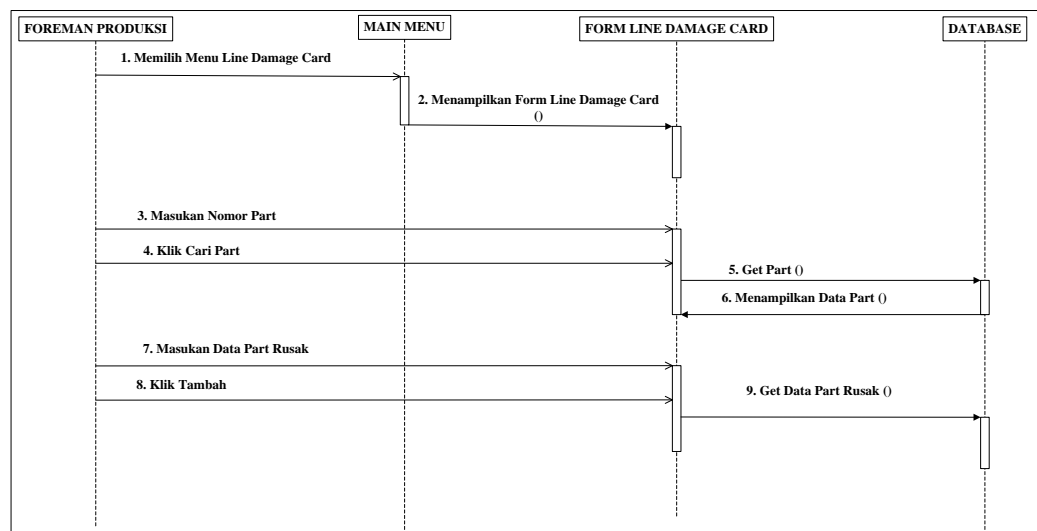 FOREMAN PRODUKSI
MAIN MENU
FORM LINE DAMAGE CARD
DATABASE
1. Memilih Menu Line Damage Card
2. Menampilkan Form Line Damage Card
()
3. Masukan Nomor Part
4. Klik Cari Part
5. Get Part ()
6. Menampilkan Data Part ()
7. Masukan Data Part Rusak
8. Klik Tambah
9. Get Data Part Rusak ()